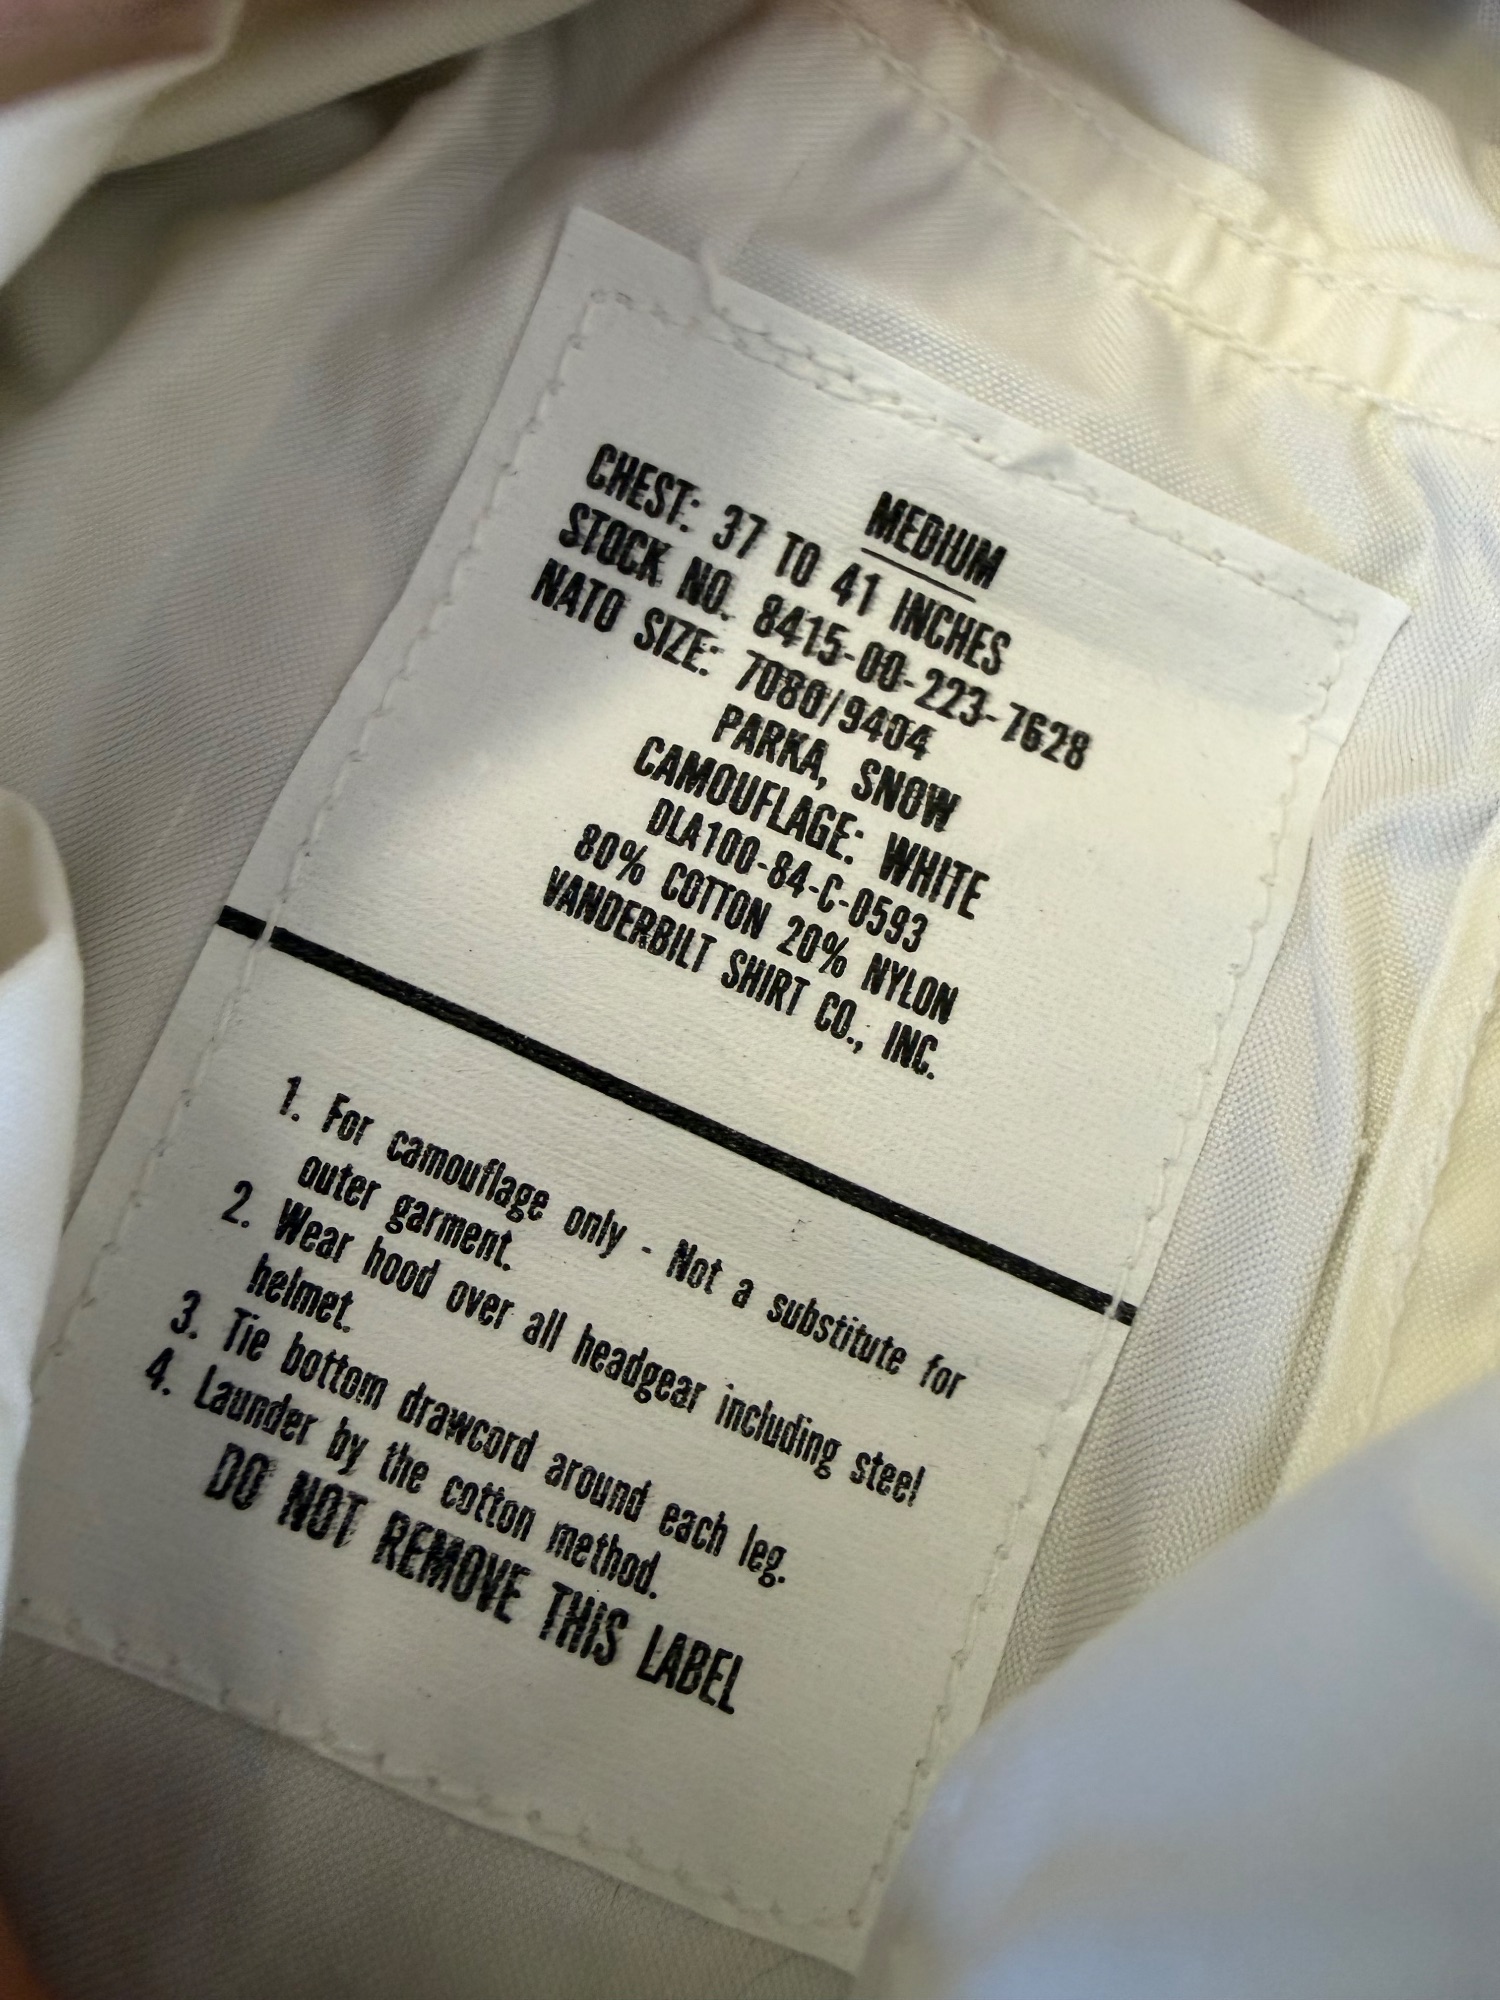 MEDIUM
CHEST: 37 TO 41 INCHES
STOCK NO. 8415-00-223-7628
NATO SIZE: 7080/9404
PARKA, SNOW
CAMOUFLAGE: WHITE
DLA100-84-C-0593
80% COTTON 20% NYLON
VANDERBILT SHIRT CO., INC.
1. For camouflage only - Not a substitute for
outer garment.
2. Wear hood over all headgear including steel
helmet.
3. Tie bottom drawcord around each leg.
4. Launder by the cotton method.
DO NOT REMOVE THIS LABEL